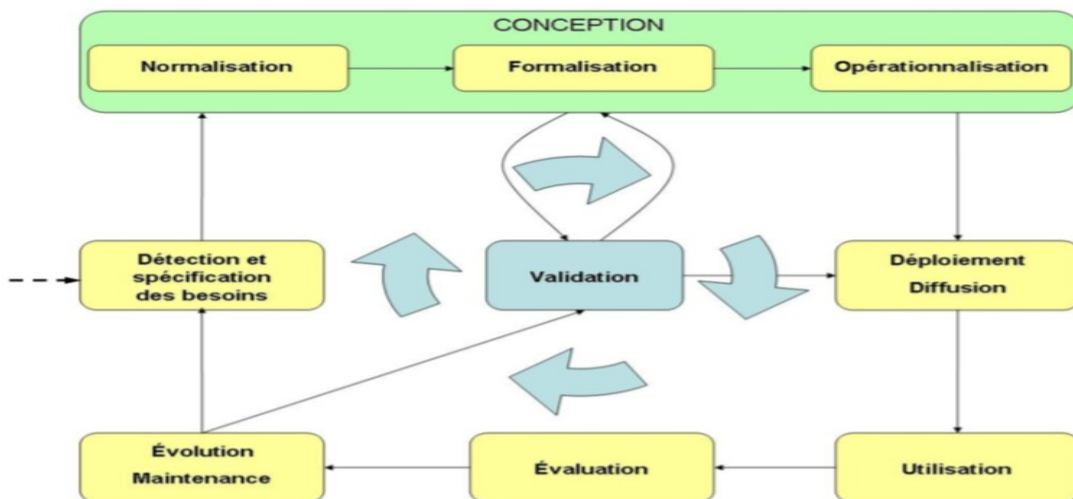 CONCEPTION
Normalisation
Formalisation
Opérationnalisation
Détection et
spécification
des besoins
Validation
Déploiement
Diffusion
Évolution
Maintenance
Évaluation
Utilisation